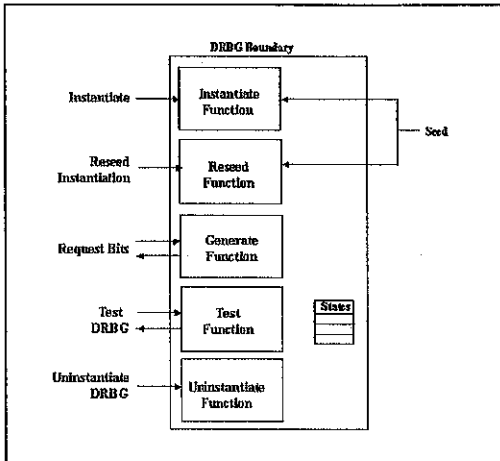 DRBG Boundary
Instantiate
Instantiate
Function
Seed
Reseed
Instantiation
Reseed
Function
Request Bits
Generate
Function
Test
DRBG
Test
Function
States
Uninstantiate
DRBG
Uninstantiate
Function